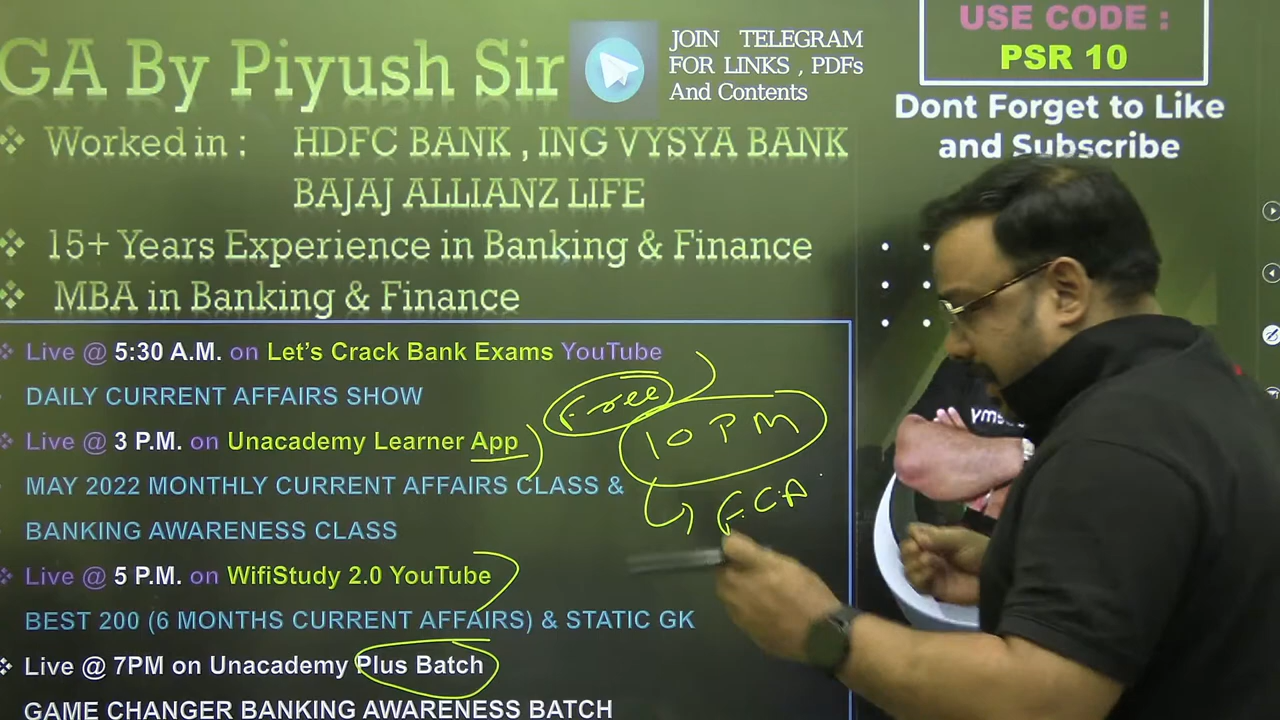 GA By Piyush Sir
JOIN TELEGRAM
FOR LINKS , PDFs
And Contents
USE CODE :
PSR 10
Dont Forget to Like
and Subscribe
Worked in : HDFC BANK , ING VYSYA BANK
BAJAJ ALLIANZ LIFE
15+ Years Experience in Banking & Finance
MBA in Banking & Finance
Live @ 5:30 A.M. on Let's Crack Bank Exams YouTube
DAILY CURRENT AFFAIRS SHOW
Free
Live @ 3 P.M. on Unacademy Learner App
10 PM
MAY 2022 MONTHLY CURRENT AFFAIRS CLASS &
BANKING AWARENESS CLASS
Live @ 5 P.M. on WifiStudy 2.0 YouTube
BEST 200 (6 MONTHS CURRENT AFFAIRS) & STATIC GK
Live @ 7PM on Unacademy Plus Batch
GAME CHANGER BANKING AWARENESS BATCH